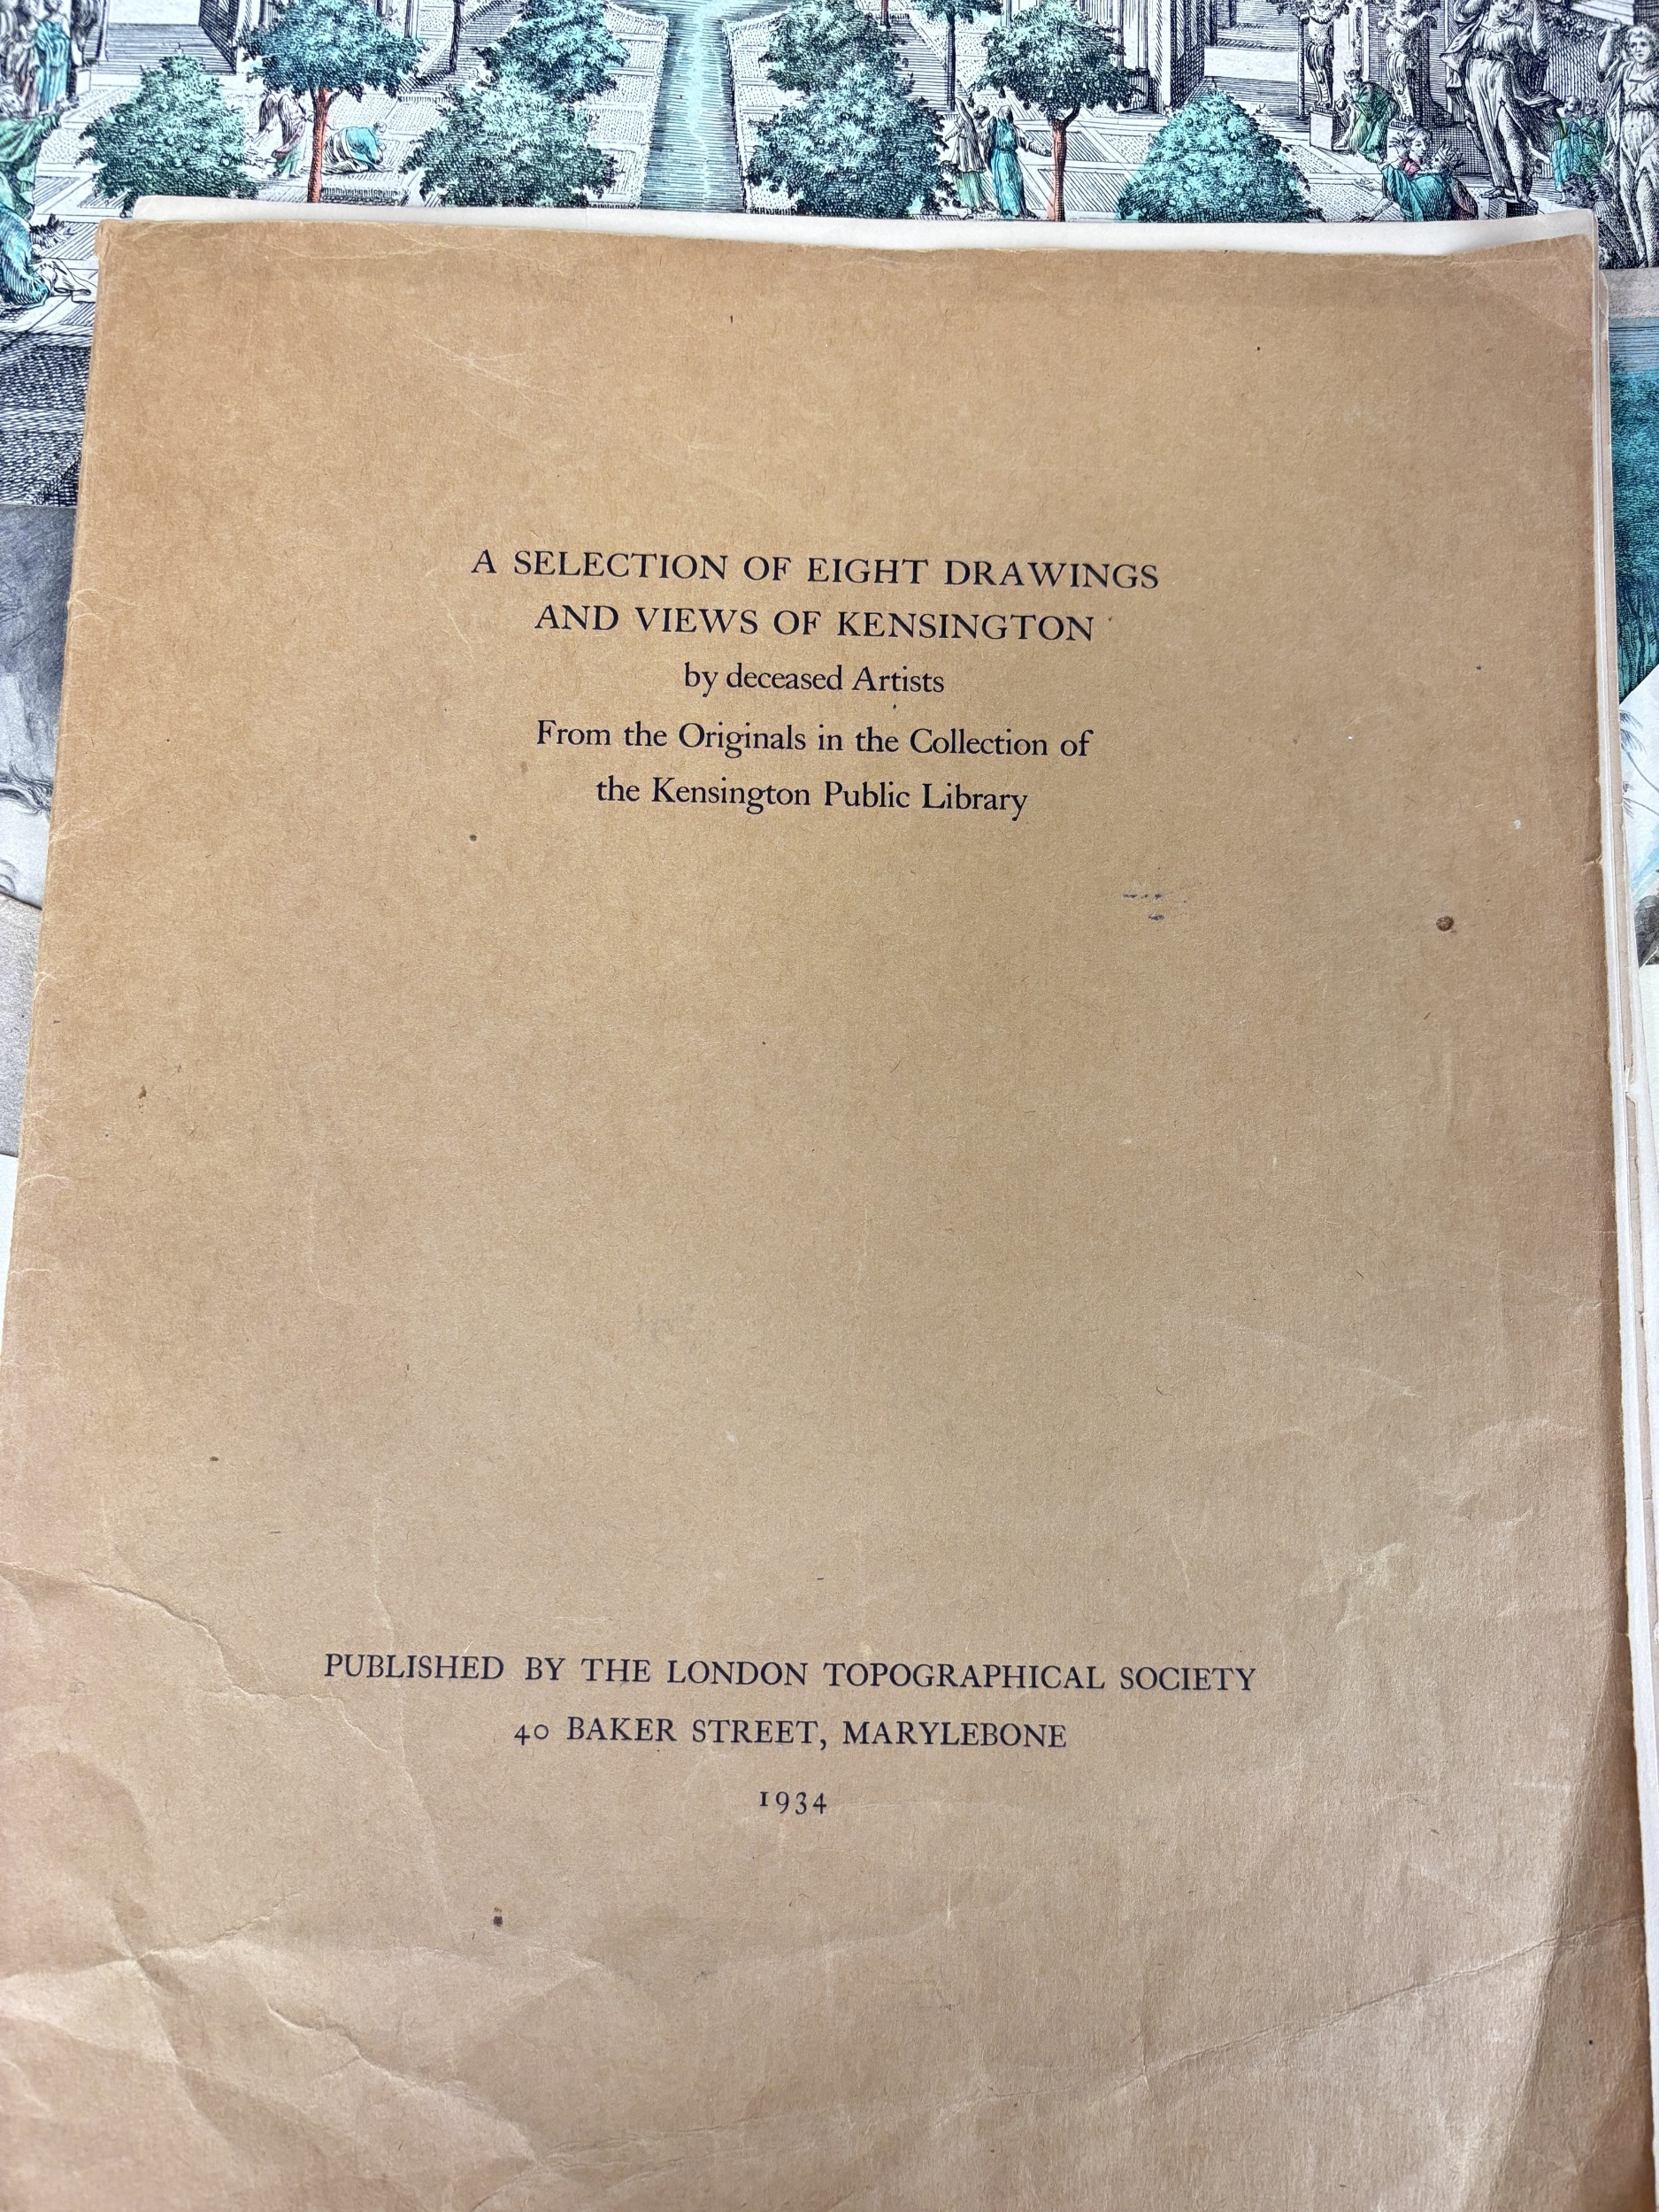 A SELECTION OF EIGHT DRAWINGS
AND VIEWS OF KENSINGTON
by deceased Artists
From the Originals in the Collection of
the Kensington Public Library
PUBLISHED BY THE LONDON TOPOGRAPHICAL SOCIETY
40 BAKER STREET, MARYLEBONE
1934